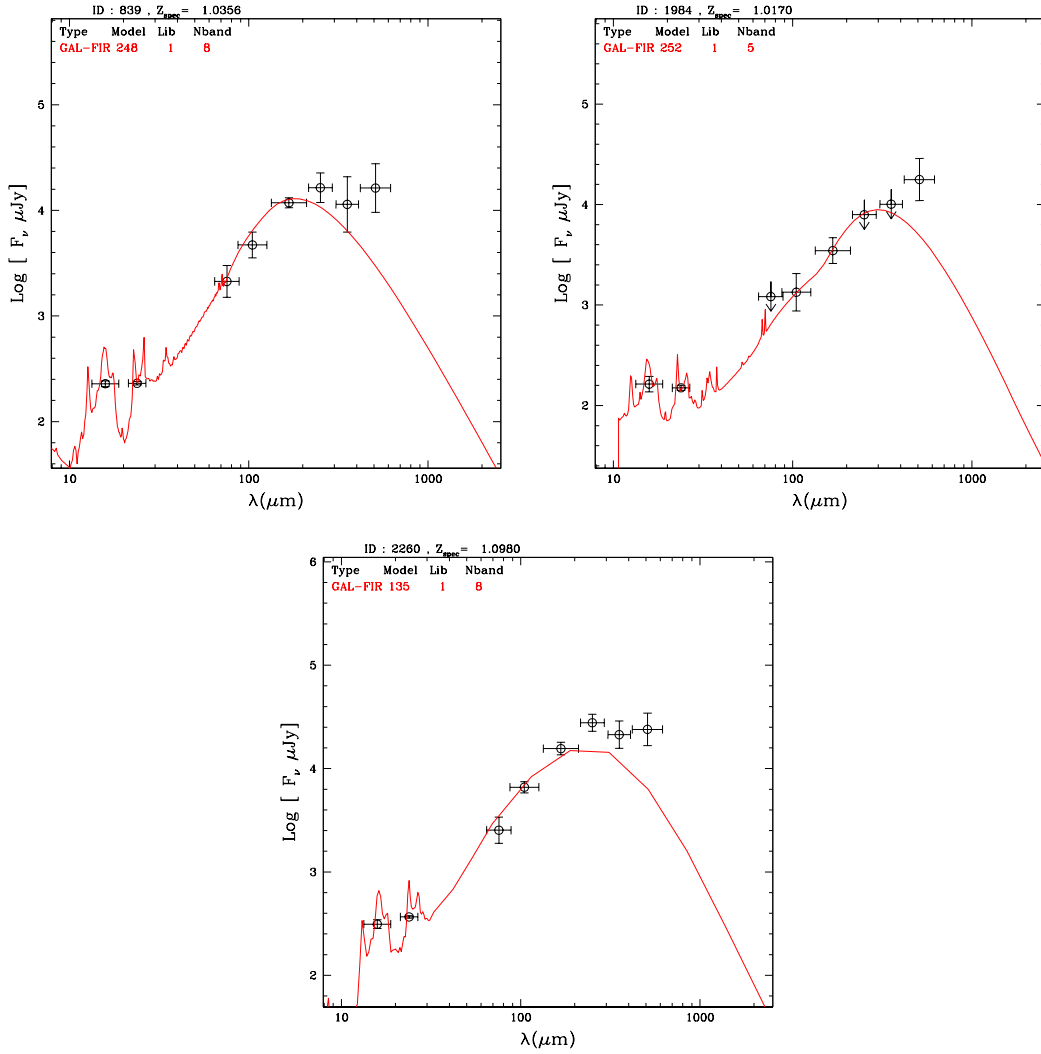 ID : 839 , Zspec= 1.0356
Type Model Lib Nband
GAL-FIR 248 1 8
5
4
3
2
Log [ Fν μJy]
10 100 1000
λ(μm)
ID : 1984 , Zspec= 1.0170
Type Model Lib Nband
GAL-FIR 252 1 5
5
4
3
2
Log [ Fν μJy]
10 100 1000
λ(μm)
ID : 2260 , Zspec= 1.0980
Type Model Lib Nband
GAL-FIR 135 1 8
6
5
4
3
2
Log [ Fν μJy]
10 100 1000
λ(μm)